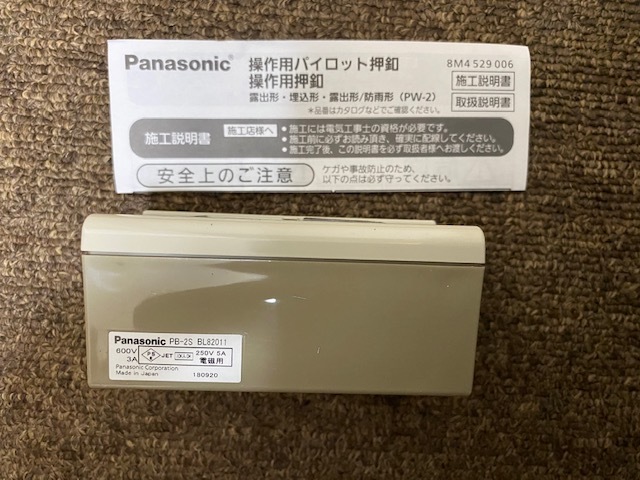 Panasonic
操作用パイロット押釦
操作用押釦
露出形・埋込形・露出形/防雨形（PW-2）
＊品番はカタログなどでご確認ください。
8M4 529 006
施工説明書
取扱説明書
施工説明書
施工店様へ
●施工には電気工事士の資格が必要です。
●施工前に必ずお読み頂き、確実に配線してください。
●施工完了後、この説明書を必ず取扱者様へお渡しください。
安全上のご注意
ケガや事故防止のため、
以下の点は必ず守ってください。
Panasonic PB-2S BL82011
600V
3A
PS
E
JET
250V 5A
電磁用
Panasonic Corporation
Made in Japan
180920